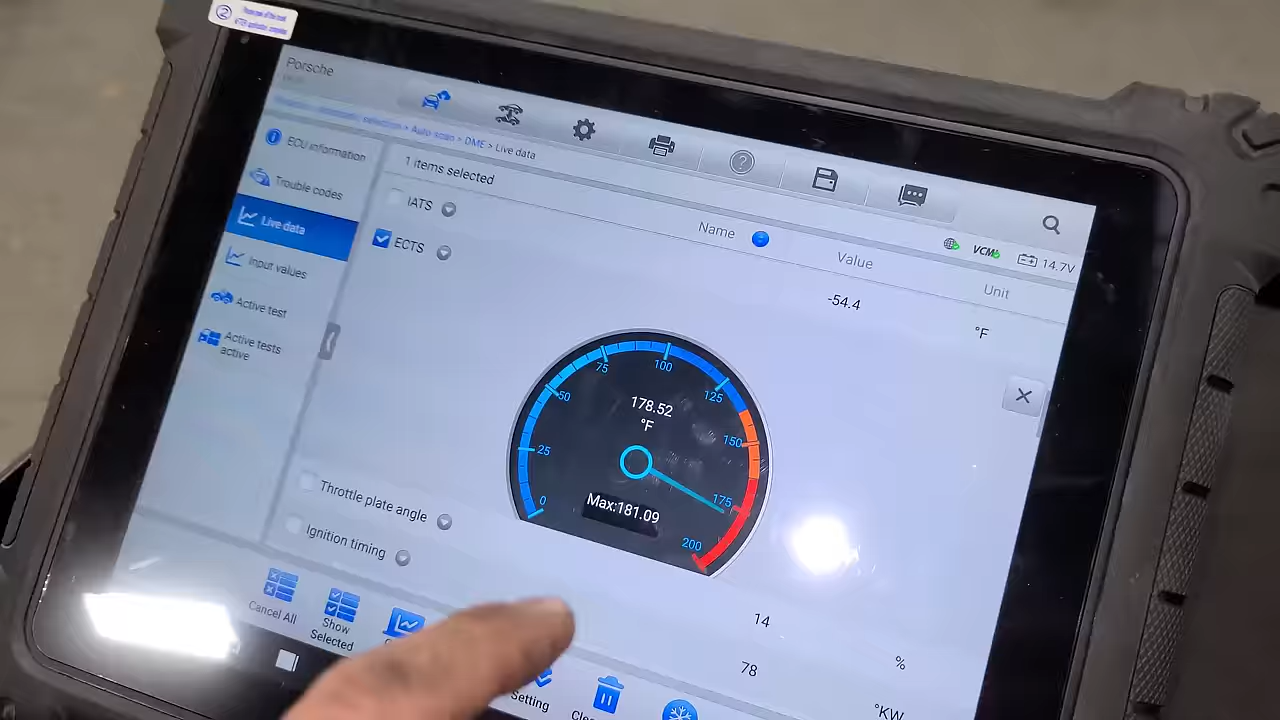 Porsche
> Auto scan > DME > Live data
ECU information
Trouble codes
Live data
Input values
Active test
Active tests
active
1 items selected
Name
Value
Unit
VCMI
14.7V
IATS
-54.4
°F
ECTS
0
25
50
75
100
125
150
175
200
178.52
°F
Max:181.09
Throttle plate angle
14
%
Ignition timing
78
°KW
Cancel All
Show
Selected
Setting